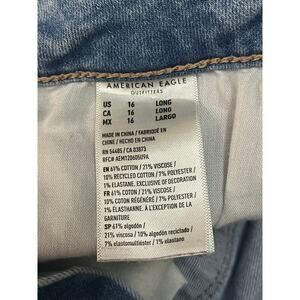 AMERICAN EAGLE
OUTFITTERS
US 16 LONG
CA 16 LONG
MX 16 LARGO
MADE IN CHINA / FABRIQUÉ EN
CHINE / HECHO EN CHINA
RN 54485 / CA 03873
RFC# AEM1206050U9A
EN 61% COTTON / 21% VISCOSE /
10% RECYCLED COTTON / 7% POLYESTER /
1% ELASTANE. EXCLUSIVE OF DECORATION
FR 61% COTON / 21% VISCOSE /
10% COTON RÉGÉNÉRÉ / 7% POLYESTER /
1% ÉLASTHANNE. À L'EXCEPTION DE LA
GARNITURE
SP 61% algodón /
21% viscosa / 10% algodón reciclado /
7% elastomultiéster / 1% elastano